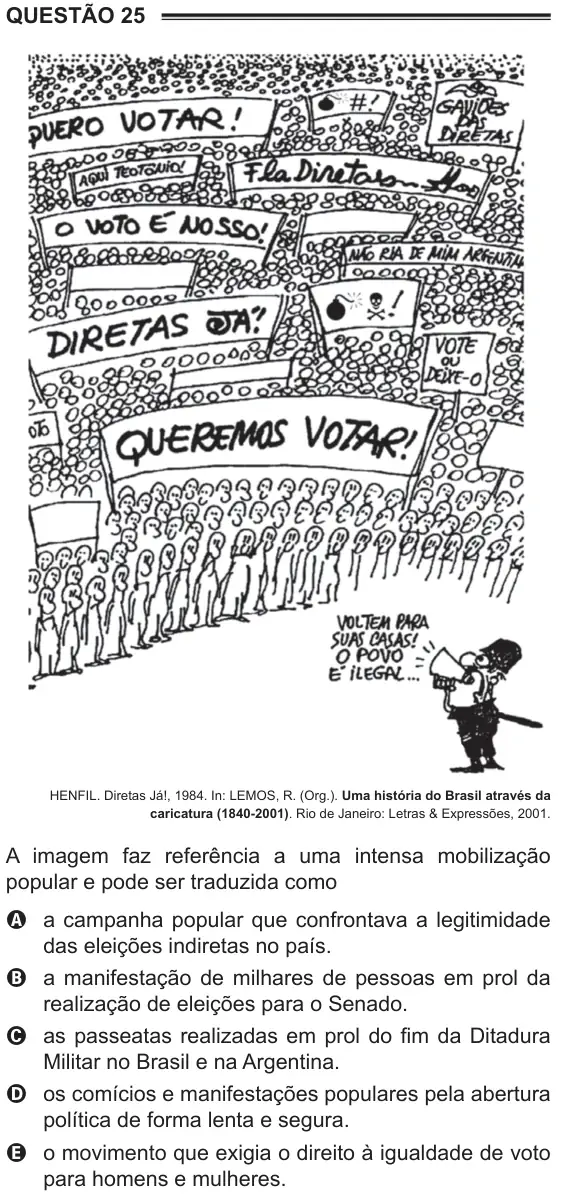 QUESTÃO 25
QUERO VOTAR!
#!
GAVIÕES
DAS
DIRETAS
AQUI TEOTONIO!
Fla Diretas
O VOTO É NOSSO!
NÃO RIA DE MIM ARGENTIN
DIRETAS JÁ?
!
VOTE
OU
DEIXE-O
OTO
QUEREMOS VOTAR!
VOLTEM PARA
SUAS CASAS!
O POVO
É ILEGAL...
HENFIL. Diretas Já!, 1984. In: LEMOS, R. (Org.). Uma história do Brasil através da
caricatura (1840-2001). Rio de Janeiro: Letras & Expressões, 2001.
A imagem faz referência a uma intensa mobilização
popular e pode ser traduzida como
A a campanha popular que confrontava a legitimidade
das eleições indiretas no país.
B a manifestação de milhares de pessoas em prol da
realização de eleições para o Senado.
C as passeatas realizadas em prol do fim da Ditadura
Militar no Brasil e na Argentina.
D os comícios e manifestações populares pela abertura
política de forma lenta e segura.
E o movimento que exigia o direito à igualdade de voto
para homens e mulheres.